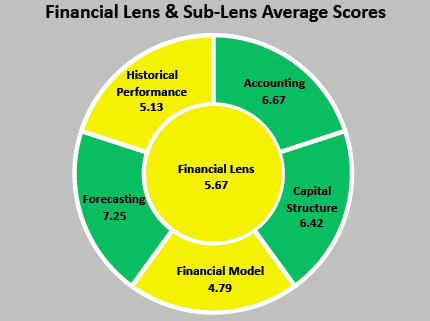 Financial Lens & Sub-Lens Average Scores
Historical
Performance
5.13
Accounting
6.67
Financial Lens
5.67
Forecasting
7.25
Capital
Structure
6.42
Financial Model
4.79